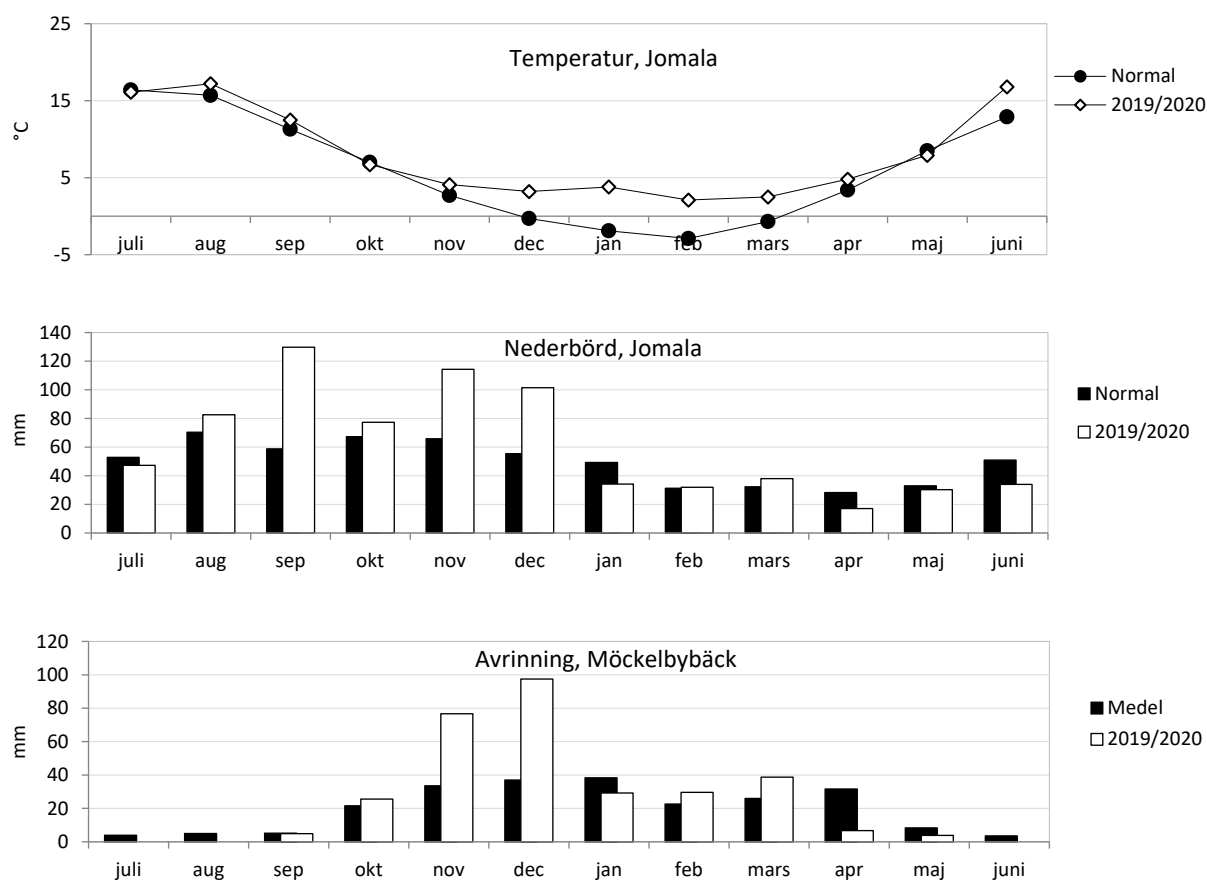 Temperatur, Jomala
25
15
5
-5
°C
juli aug sep okt nov dec jan feb mars apr maj juni
Normal
2019/2020
Nederbörd, Jomala
140
120
100
80
60
40
20
0
mm
juli aug sep okt nov dec jan feb mars apr maj juni
Normal
2019/2020
Avrinning, Möckelbybäck
120
100
80
60
40
20
0
mm
juli aug sep okt nov dec jan feb mars apr maj juni
Medel
2019/2020